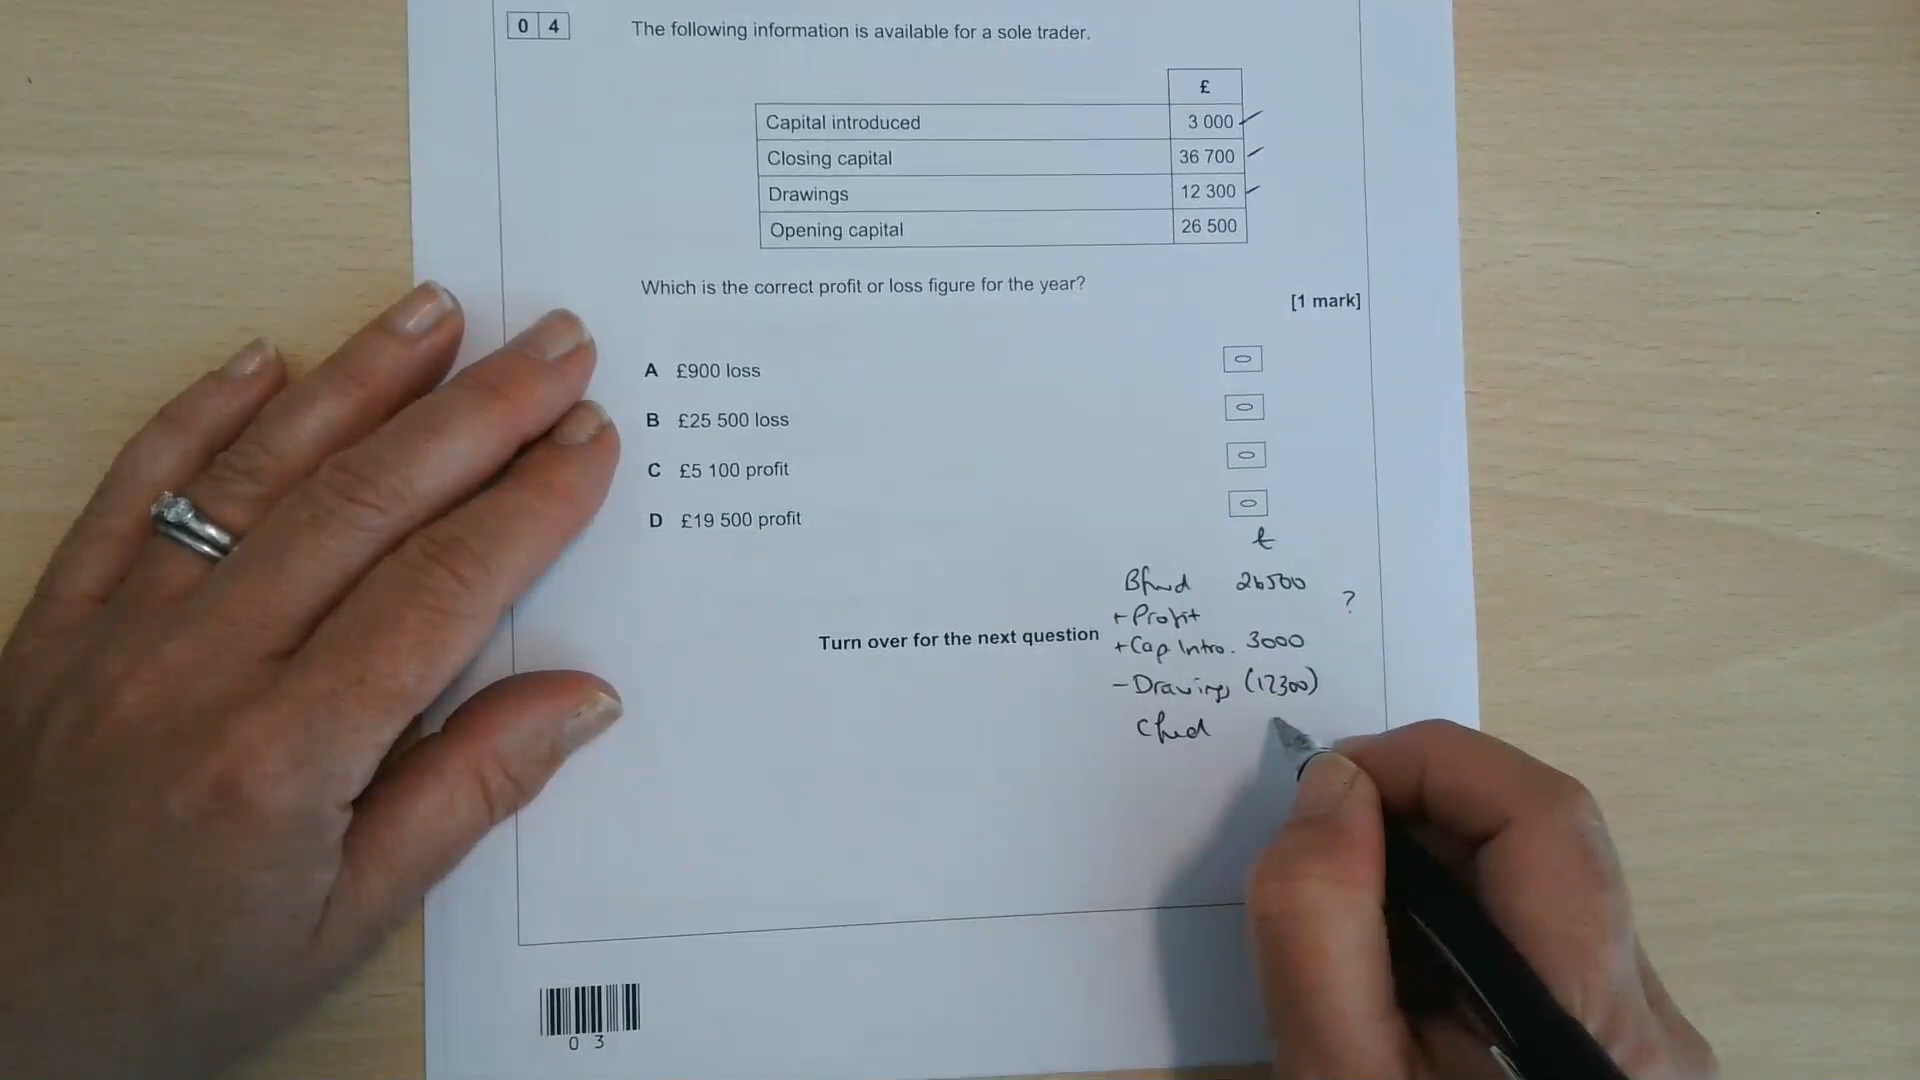 0 4 The following information is available for a sole trader.
£
Capital introduced 3 000
Closing capital 36 700
Drawings 12 300
Opening capital 26 500
Which is the correct profit or loss figure for the year?
[1 mark]
A £900 loss
B £25 500 loss
C £5 100 profit
D £19 500 profit
£
Bfwd 26500
+ Profit ?
Turn over for the next question
+ Cap Intro. 3000
- Drawings (12300)
Cfwd
0 3